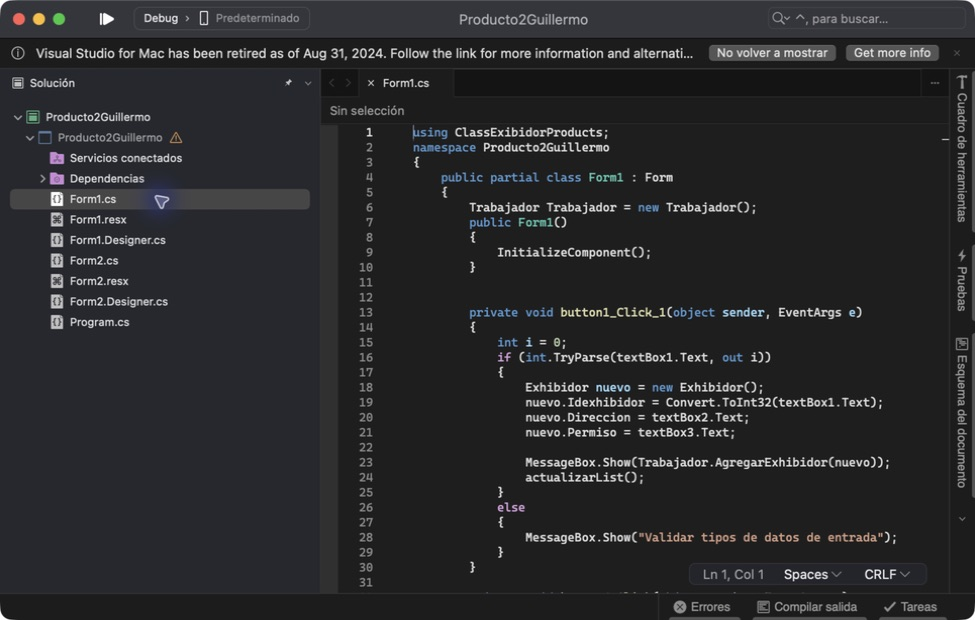 Debug › Predeterminado
Producto2Guillermo
^, para buscar...
Visual Studio for Mac has been retired as of Aug 31, 2024. Follow the link for more information and alternati...
No volver a mostrar
Get more info
Solución
Producto2Guillermo
Producto2Guillermo
Servicios conectados
Dependencias
Form1.cs
Form1.resx
Form1.Designer.cs
Form2.cs
Form2.resx
Form2.Designer.cs
Program.cs
Form1.cs
Sin selección
1 using ClassExibidorProducts;
2 namespace Producto2Guillermo
3 {
4 public partial class Form1 : Form
5 {
6 Trabajador Trabajador = new Trabajador();
7 public Form1()
8 {
9 InitializeComponent();
10 }
11
12
13 private void button1_Click_1(object sender, EventArgs e)
14 {
15 int i = 0;
16 if (int.TryParse(textBox1.Text, out i))
17 {
18 Exhibidor nuevo = new Exhibidor();
19 nuevo.Idexhibidor = Convert.ToInt32(textBox1.Text);
20 nuevo.Direccion = textBox2.Text;
21 nuevo.Permiso = textBox3.Text;
22
23 MessageBox.Show(Trabajador.AgregarExhibidor(nuevo));
24 actualizarList();
25 }
26 else
27 {
28 MessageBox.Show("Validar tipos de datos de entrada");
29 }
30 }
31
Ln 1, Col 1 Spaces CRLF
Cuadro de herramientas
Pruebas
Esquema del documento
Errores
Compilar salida
Tareas